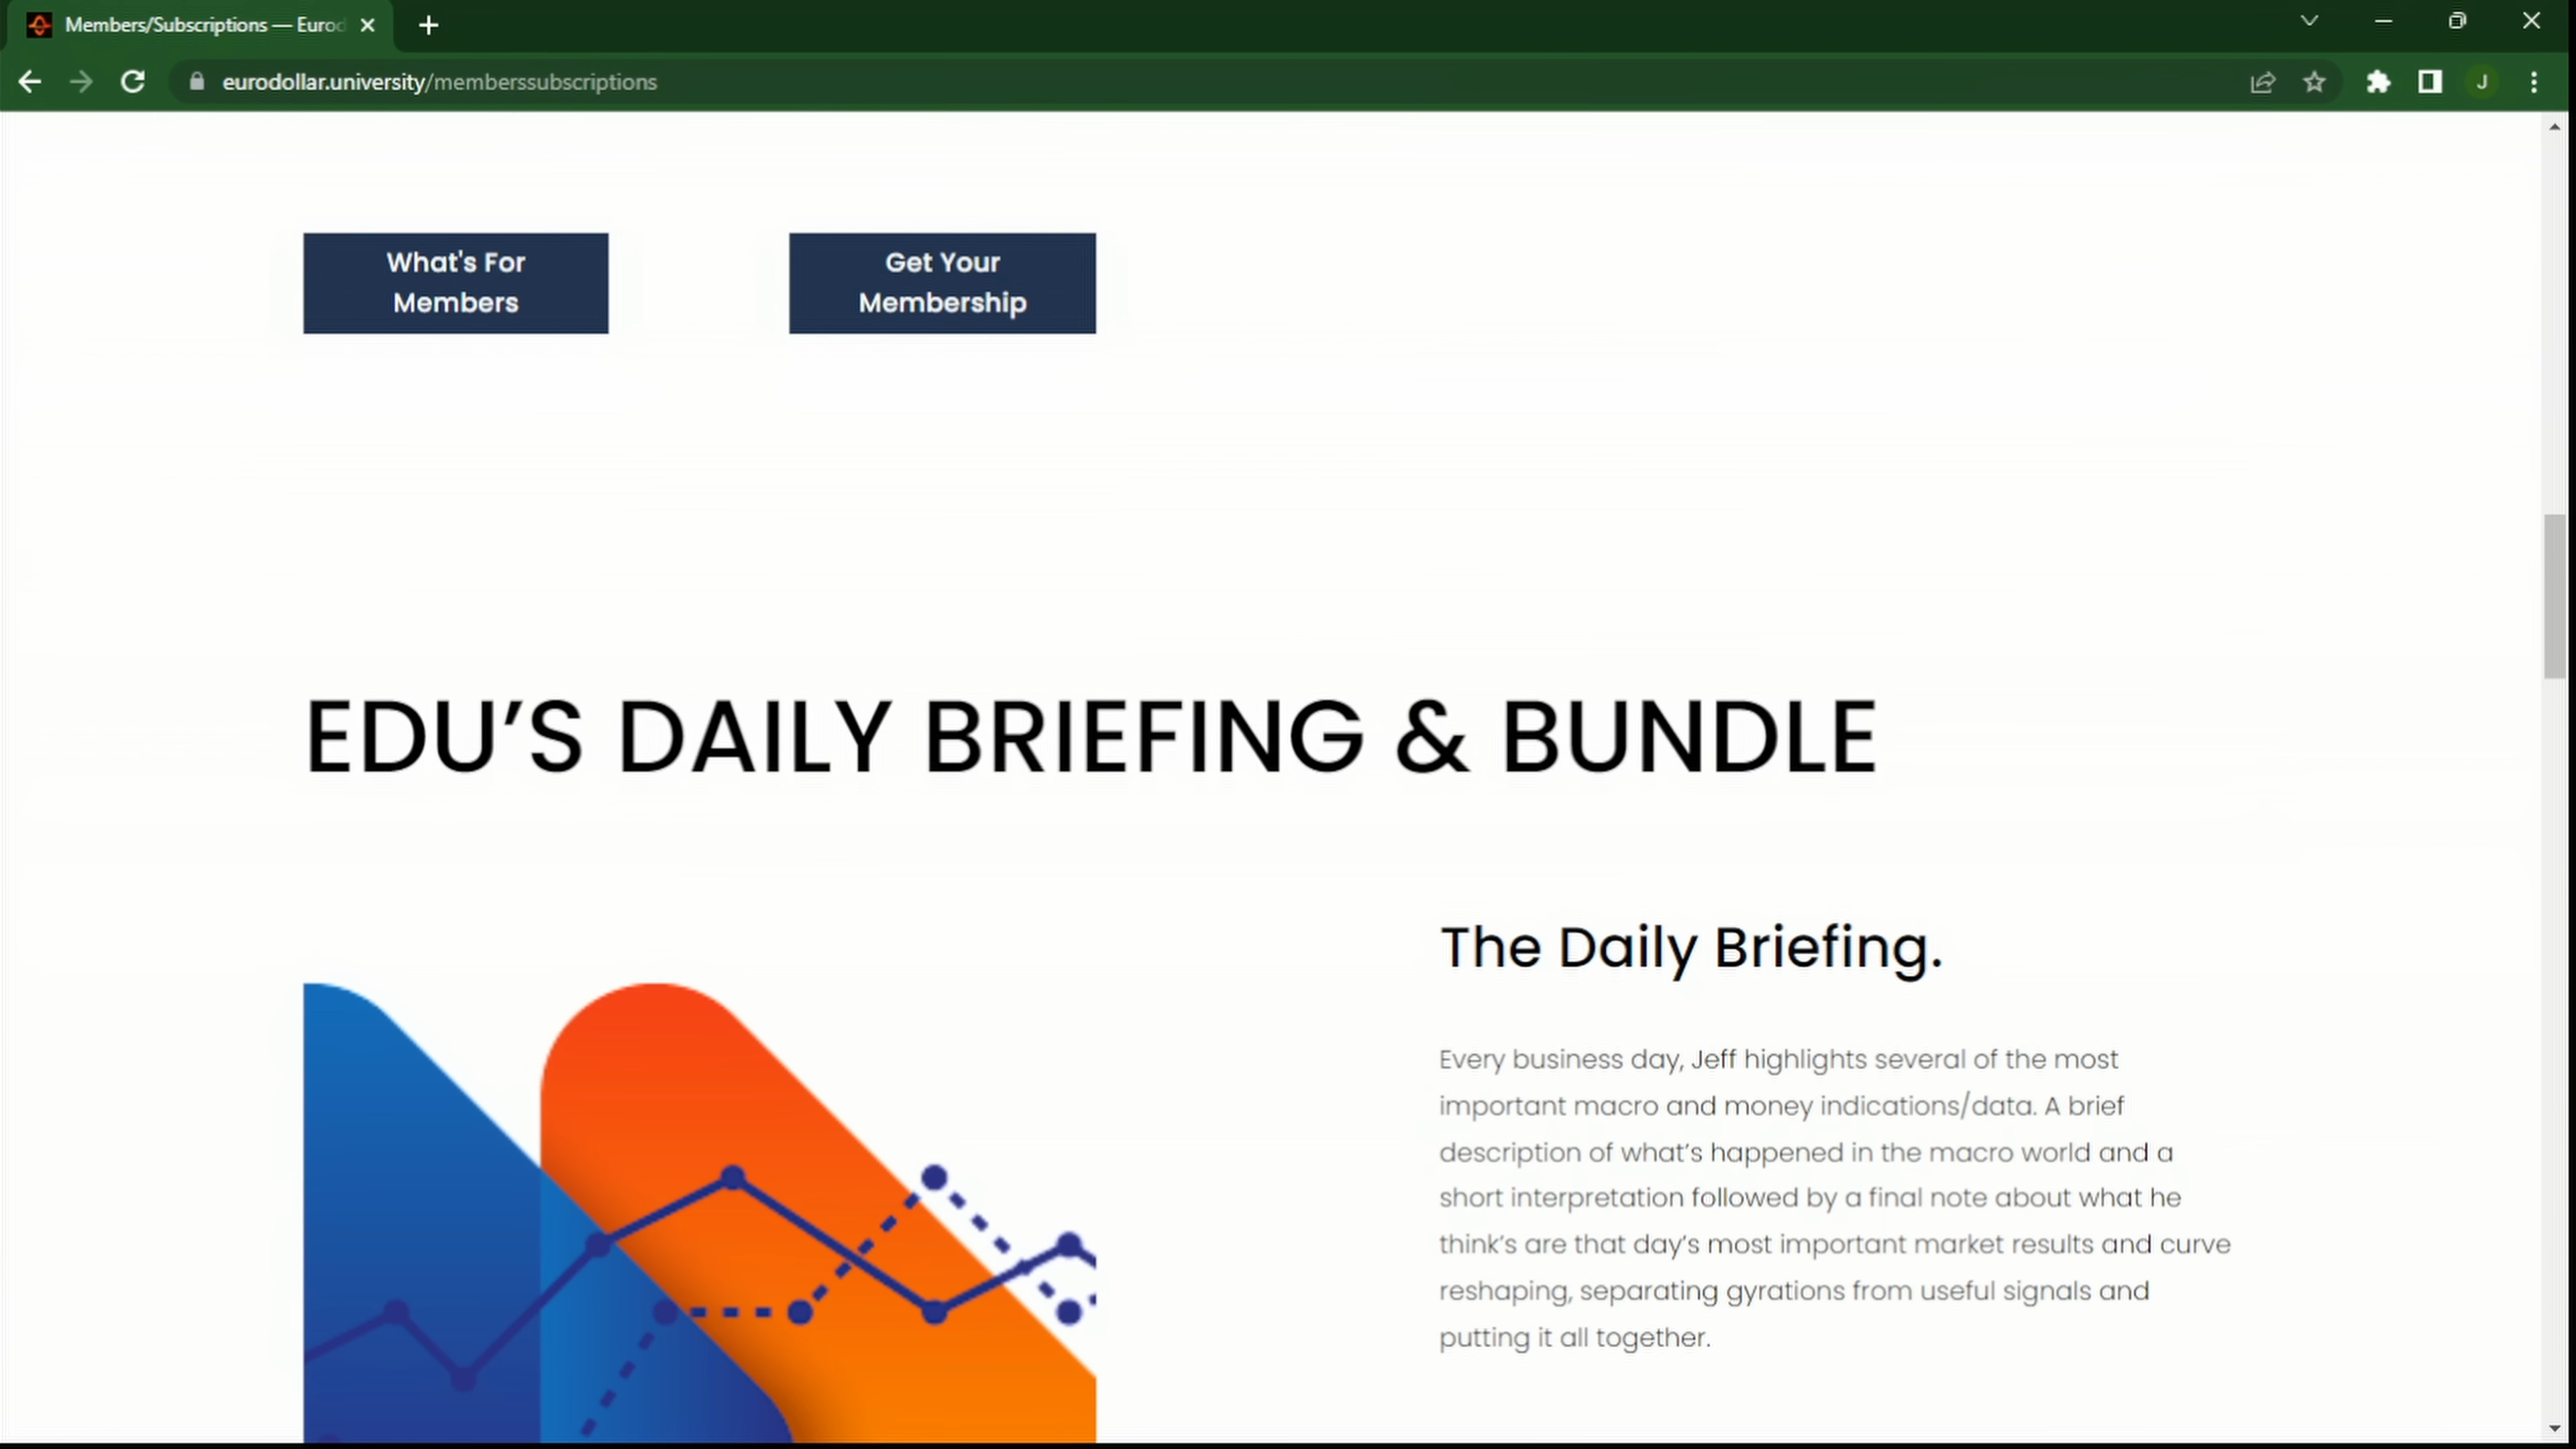 Members/Subscriptions — Eurod
eurodollar.university/memberssubscriptions
J
What's For
Members
Get Your
Membership
EDU’S DAILY BRIEFING & BUNDLE
The Daily Briefing.
Every business day, Jeff highlights several of the most
important macro and money indications/data. A brief
description of what’s happened in the macro world and a
short interpretation followed by a final note about what he
think’s are that day’s most important market results and curve
reshaping, separating gyrations from useful signals and
putting it all together.